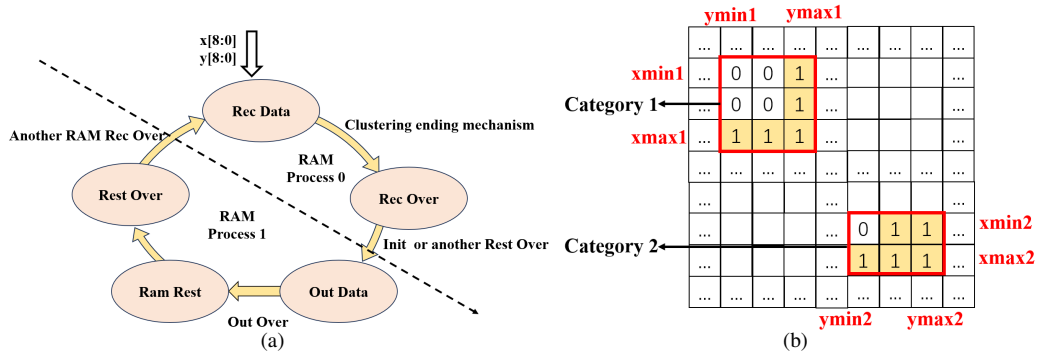 x[8:0]
y[8:0]
Rec Data
Another RAM Rec Over
Clustering ending mechanism
RAM
Process 0
Rest Over
Rec Over
RAM
Process 1
Init or another Rest Over
Ram Rest
Out Data
Out Over
(a)
ymin1 ymax1
... ... ... ... ... ... ... ... ...
xmin1 ... 0 0 1 ...
Category 1 ... 0 0 1 ...
xmax1 ... 1 1 1 ...
... ... ... ... ... ... ... ... ...
... ... ... ... ... ... ... ... ...
... 0 1 1 ... xmin2
Category 2 ... 1 1 1 ... xmax2
... ... ... ... ... ... ... ... ...
ymin2 ymax2
(b)